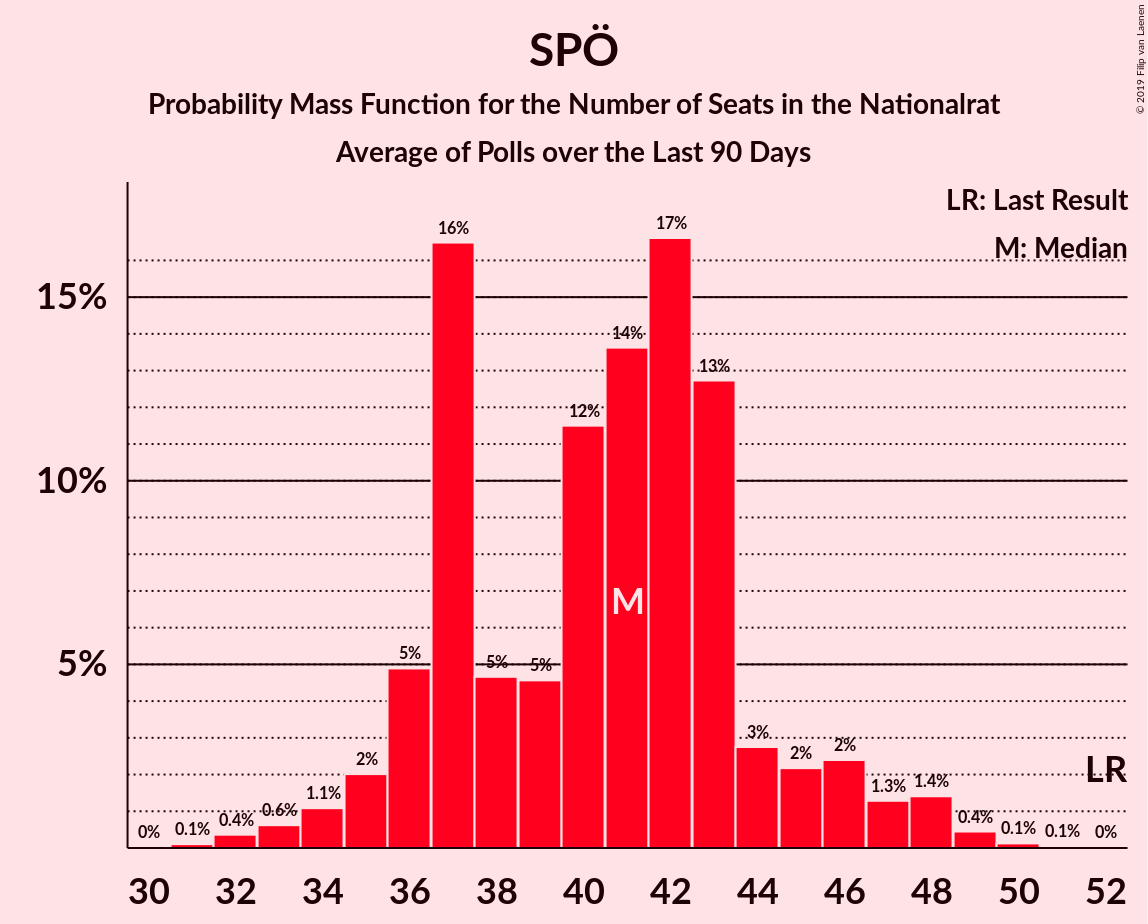 SPÖ
Probability Mass Function for the Number of Seats in the Nationalrat
Average of Polls over the Last 90 Days
© 2019 Filip van Laenen
LR: Last Result
M: Median
15%
10%
5%
0% 0.1% 0.4% 0.6% 1.1% 2% 5% 16% 5% 5% 12% 14% 17% 13% 3% 2% 2% 1.3% 1.4% 0.4% 0.1% 0.1% 0%
M
LR
30 32 34 36 38 40 42 44 46 48 50 52